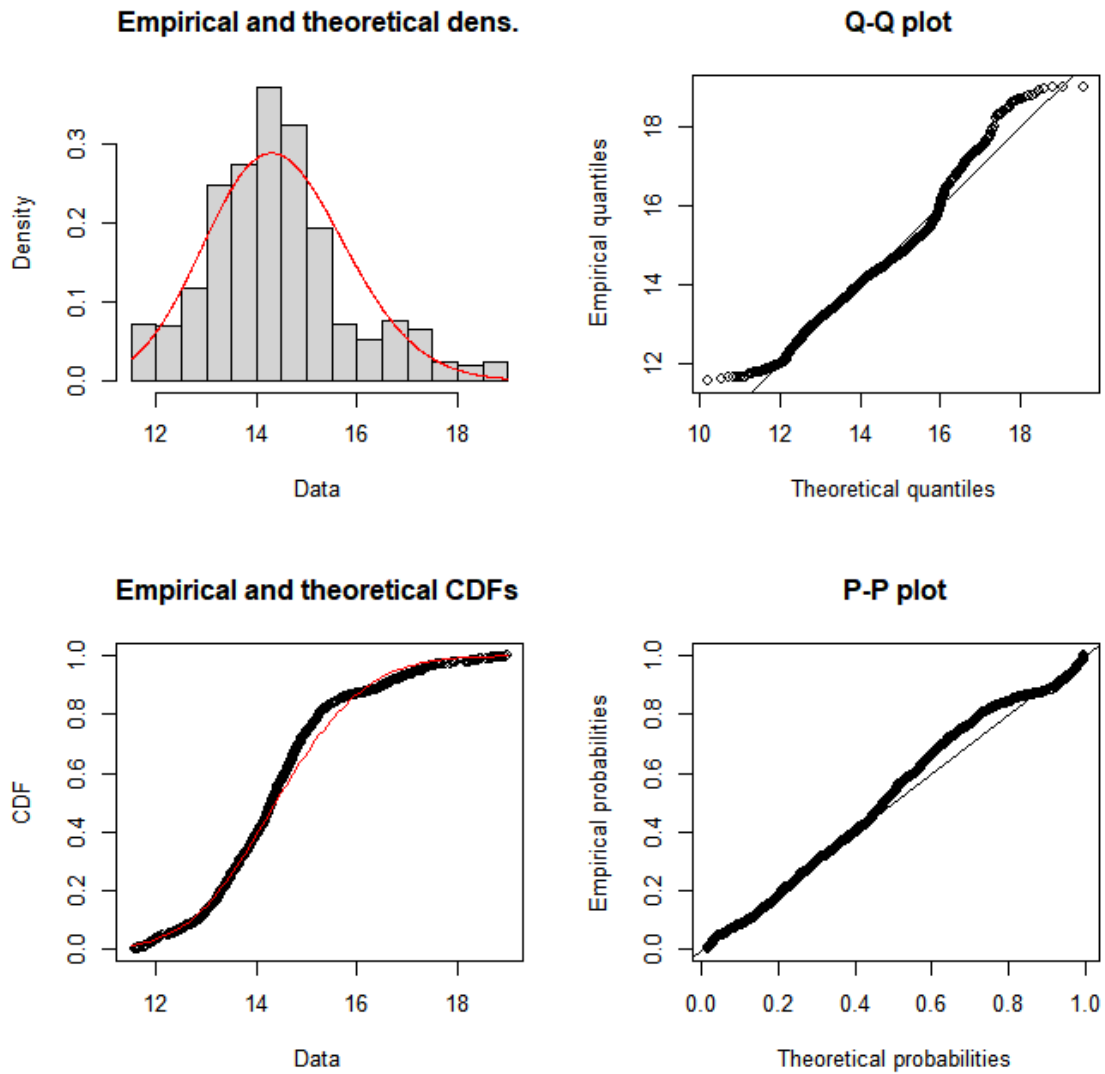 Empirical and theoretical dens.
Density
0.0 0.1 0.2 0.3
12 14 16 18
Data
Q-Q plot
Empirical quantiles
12 14 16 18
10 12 14 16 18
Theoretical quantiles
Empirical and theoretical CDFs
CDF
0.0 0.2 0.4 0.6 0.8 1.0
12 14 16 18
Data
P-P plot
Empirical probabilities
0.0 0.2 0.4 0.6 0.8 1.0
0.0 0.2 0.4 0.6 0.8 1.0
Theoretical probabilities